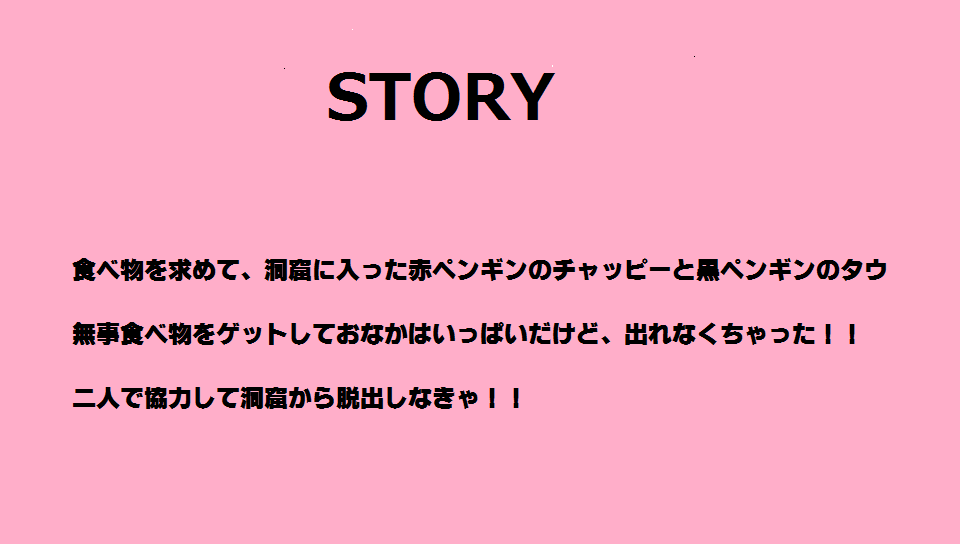 STORY
食べ物を求めて、洞窟に入った赤ペンギンのチャッピーと黒ペンギンのタウ
無事食べ物をゲットしておなかはいっぱいだけど、出れなくちゃった！！
二人で協力して洞窟から脱出しなきゃ！！